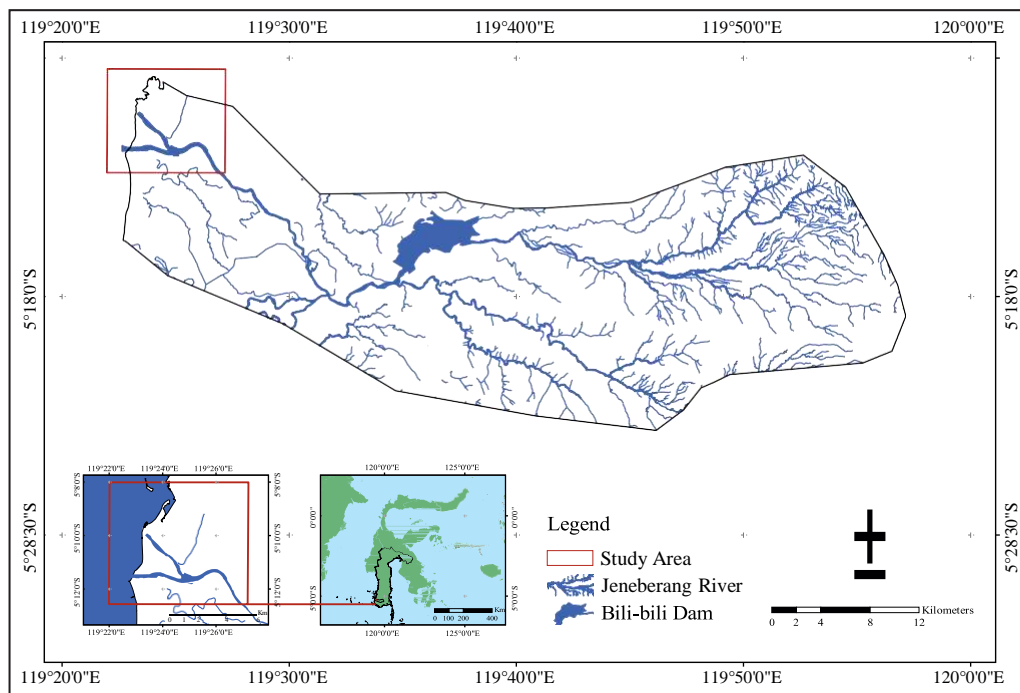 119°20'0"E 119°30'0"E 119°40'0"E 119°50'0"E 120°0'0"E
5°18'0"S 5°18'0"S
5°28'30"S 5°28'30"S
119°22'0"E 119°24'0"E 119°26'0"E
5°8'0"S 5°8'0"S
5°10'0"S 5°10'0"S
5°12'0"S 5°12'0"S
Km
0 1 2 4 6
119°22'0"E 119°24'0"E 119°26'0"E
120°0'0"E 125°0'0"E
0°0'0" 0°0'0"
5°0'0"S 5°0'0"S
Km
0 100 200 400
120°0'0"E 125°0'0"E
Legend
Study Area
Jeneberang River
Bili-bili Dam
Kilometers
0 2 4 8 12
119°20'0"E 119°30'0"E 119°40'0"E 119°50'0"E 120°0'0"E